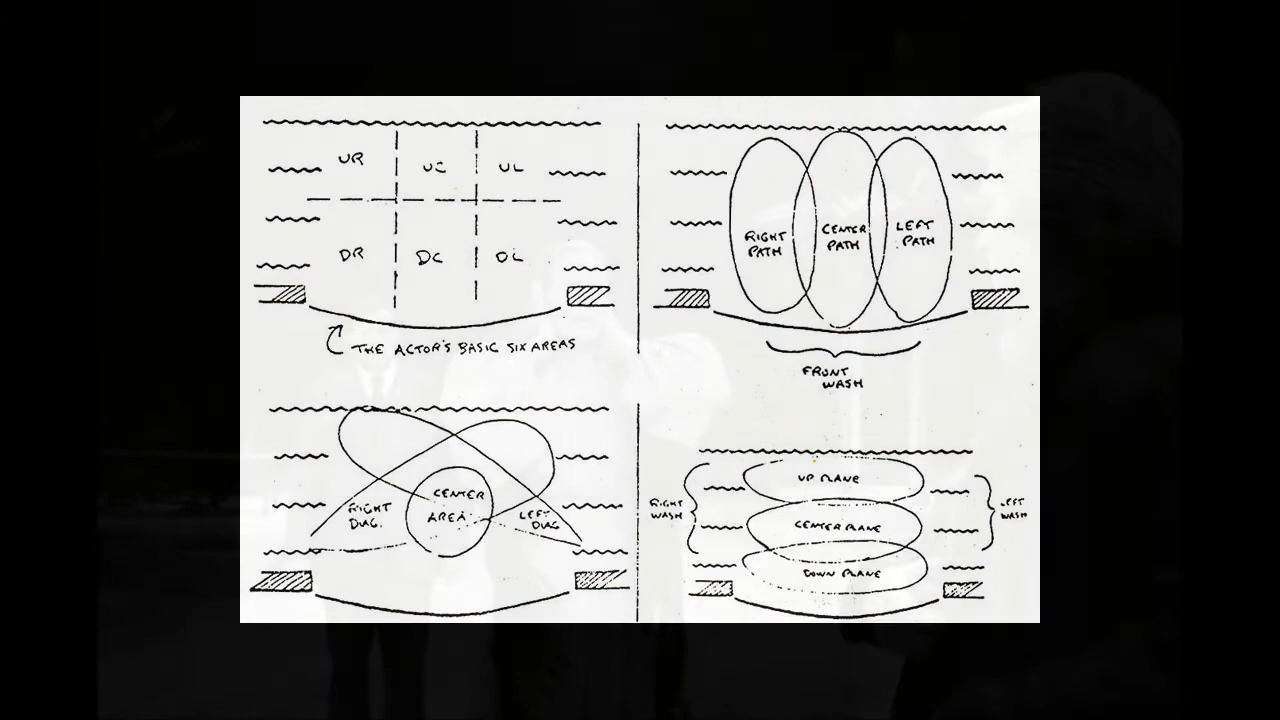 UR
UC
UL
DR
DC
DL
THE ACTOR'S BASIC SIX AREAS
RIGHT
PATH
CENTER
PATH
LEFT
PATH
FRONT
WASH
RIGHT
DIAG.
CENTER
AREA
LEFT
DIAG
RIGHT
WASH
UP PLANE
CENTER PLANE
DOWN PLANE
LEFT
WASH